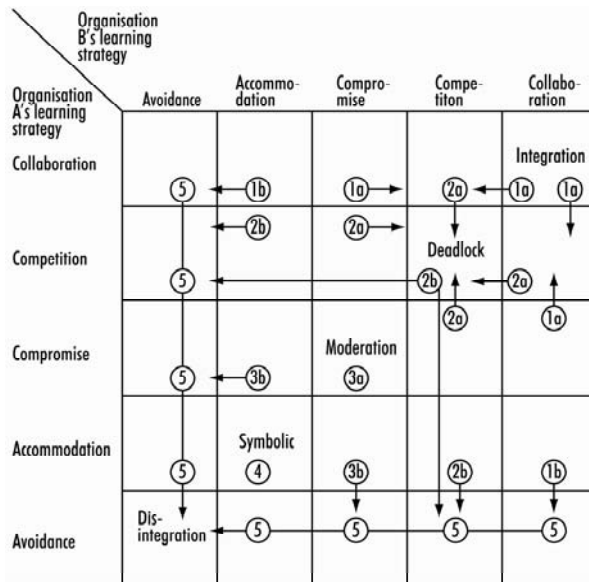 Organisation
B's learning
strategy
Organisation
A's learning
strategy
Avoidance
Accommo-
dation
Compro-
mise
Compe-
titon
Collabo-
ration
Collaboration
Integration
5
1b
1a
2a
1a
1a
Competition
2b
2a
Deadlock
5
2b
2a
2a
1a
Compromise
Moderation
5
3b
3a
Accommodation
Symbolic
5
4
3b
2b
1b
Avoidance
Dis-
integration
5
5
5
5